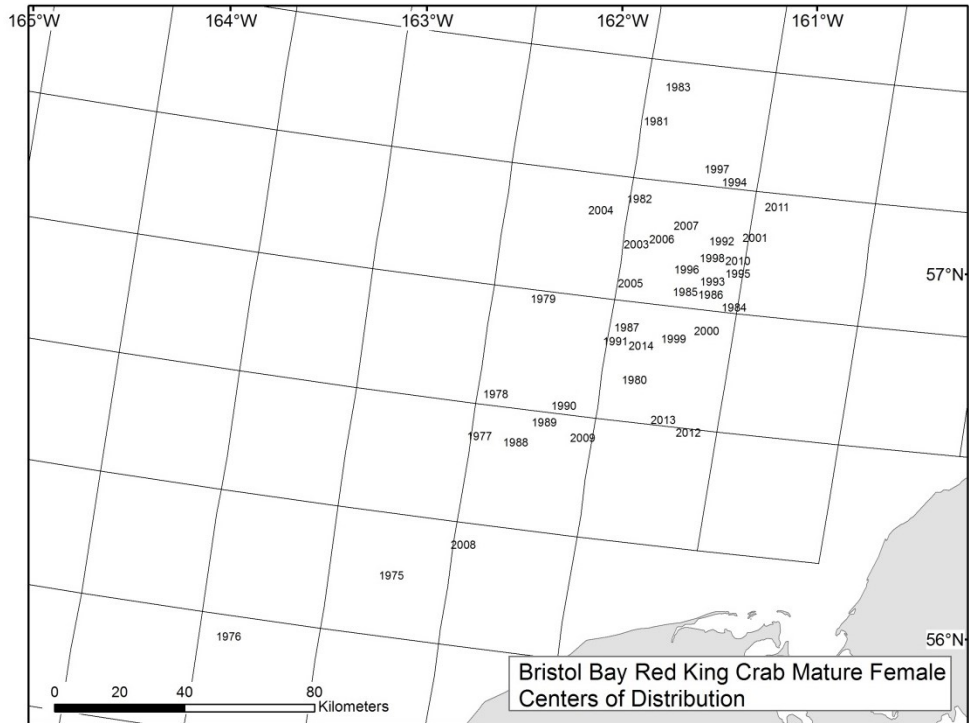 165°W 164°W 163°W 162°W 161°W
1983
1981
1997
1994
1982
2011
2004
2007
2006 1992 2001
2003
1998 2010
1996 1995
2005 1993
1985 1986
1979
1984
1987 2000
1991 2014 1999
1980
1978
1990
2013
1989
1977 2012
1988 2009
2008
1975
1976
57°N
56°N
0 20 40 80
Kilometers
Bristol Bay Red King Crab Mature Female
Centers of Distribution